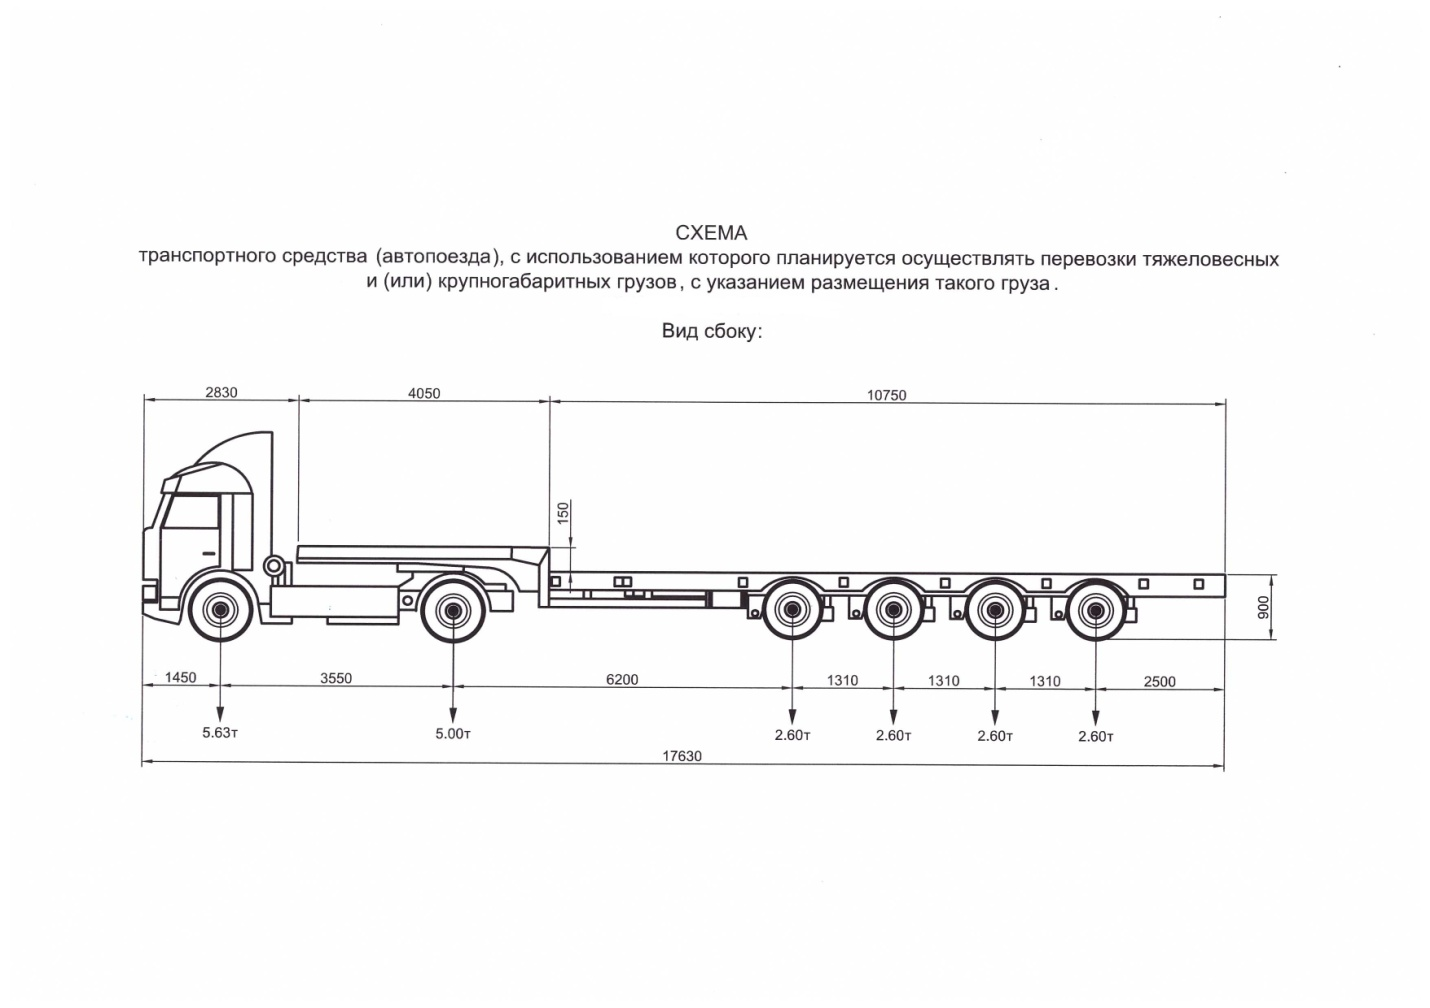 СХЕМА
транспортного средства (автопоезда), с использованием которого планируется осуществлять перевозки тяжеловесных
и (или) крупногабаритных грузов, с указанием размещения такого груза.
Вид сбоку:
2830 4050 10750
150
900
1450 3550 6200 1310 1310 1310 2500
5.63т 5.00т 2.60т 2.60т 2.60т 2.60т
17630